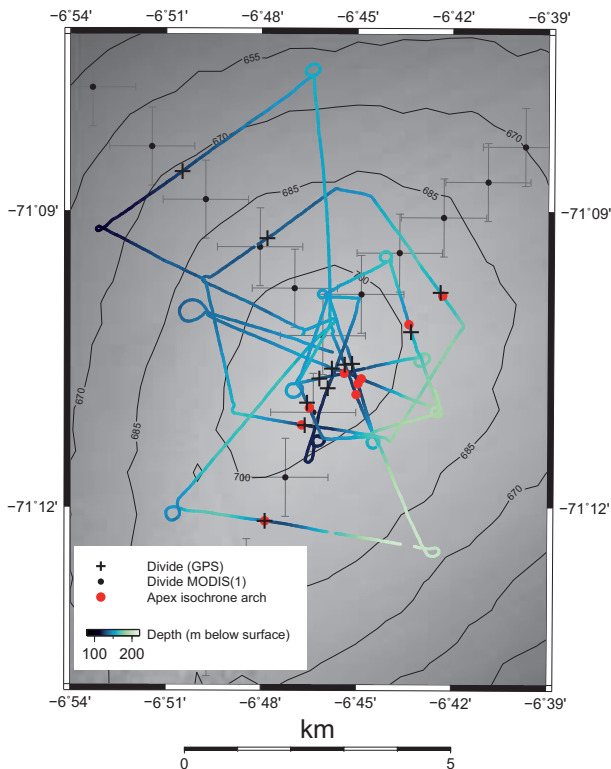 −6°54' −6°51' −6°48' −6°45' −6°42' −6°39'
655
670
685
−71°09' −71°09'
700
670
685
685
700
670
−71°12' −71°12'
Divide (GPS)
Divide MODIS(1)
Apex isochrone arch
Depth (m below surface)
100 200
−6°54' −6°51' −6°48' −6°45' −6°42' −6°39'
km
0 5